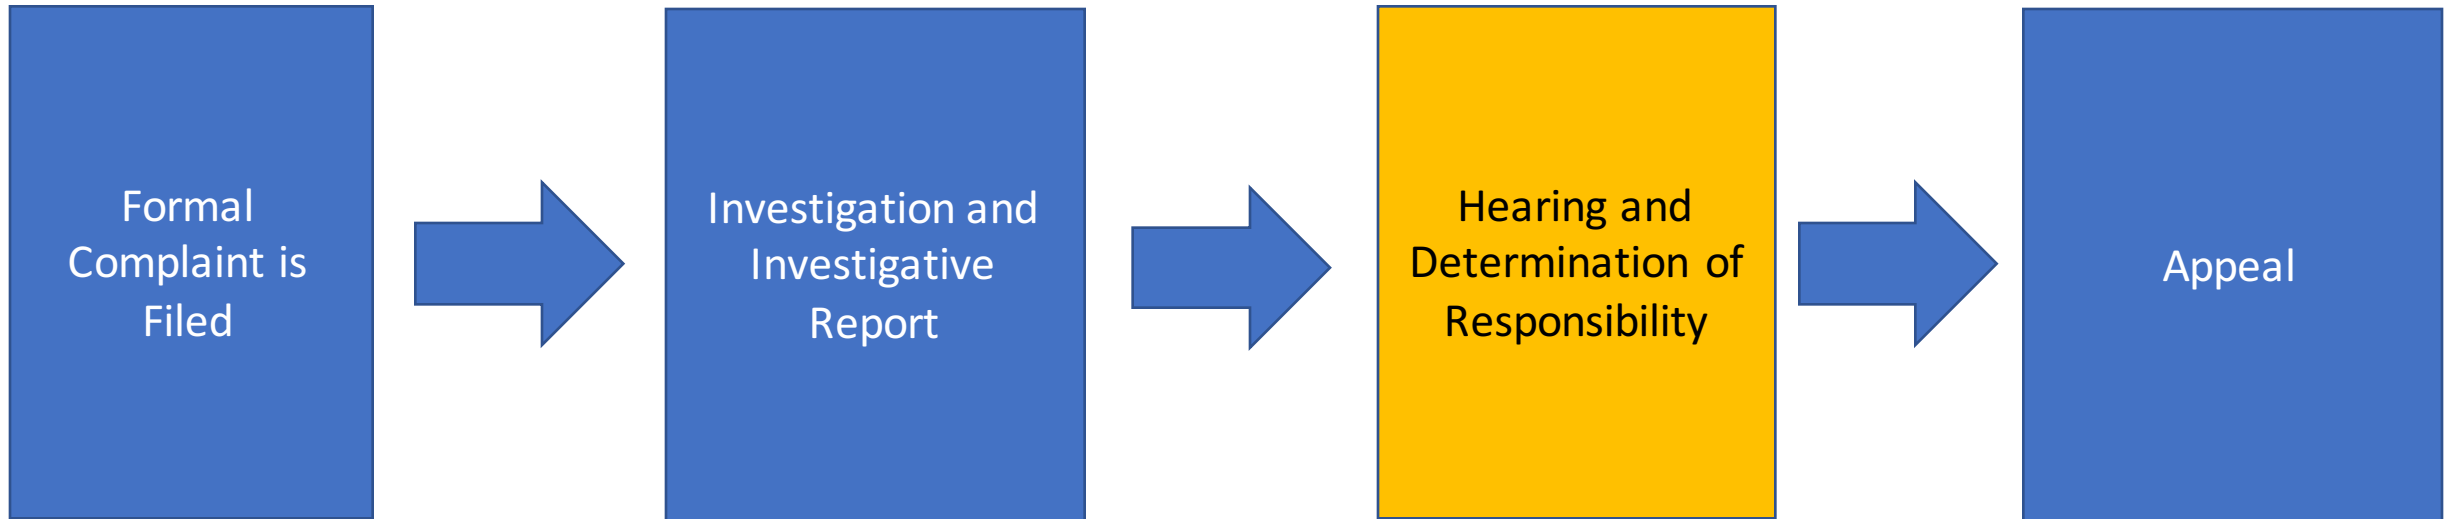 Formal
Complaint is
Filed
Investigation and
Investigative
Report
Hearing and
Determination of
Responsibility
Appeal